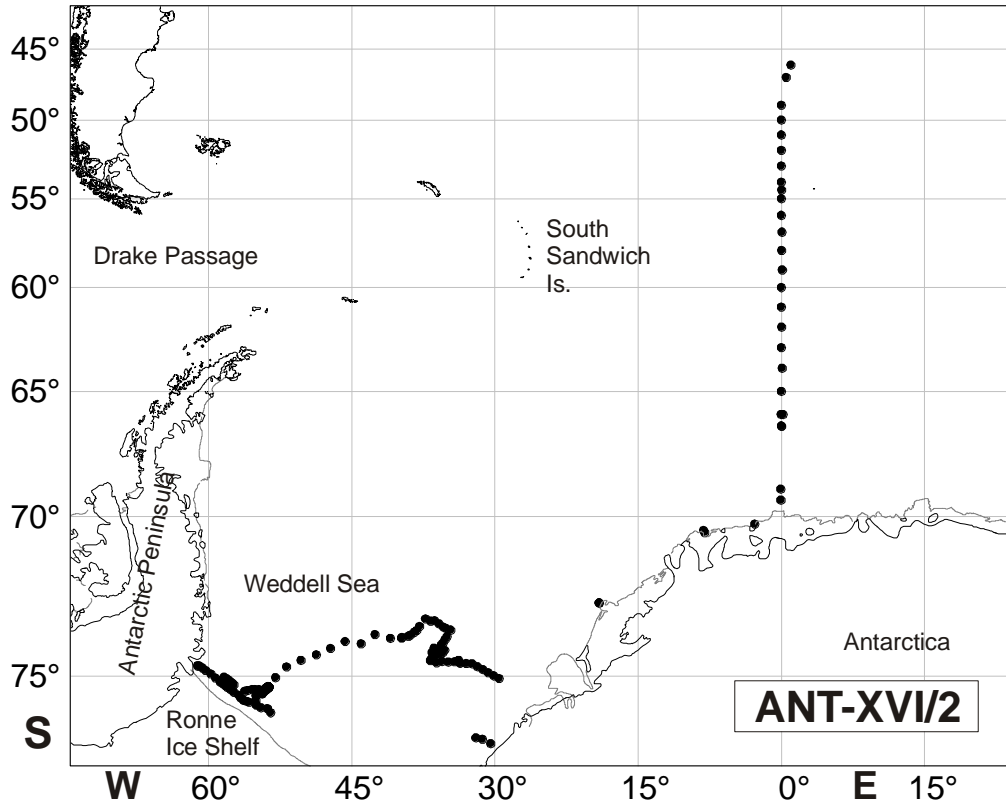 45°
50°
55°
60°
65°
70°
75°
S
Drake Passage
South
Sandwich
Is.
Antarctic Peninsula
Weddell Sea
Antarctica
Ronne
Ice Shelf
ANT-XVI/2
W 60° 45° 30° 15° 0° E 15°